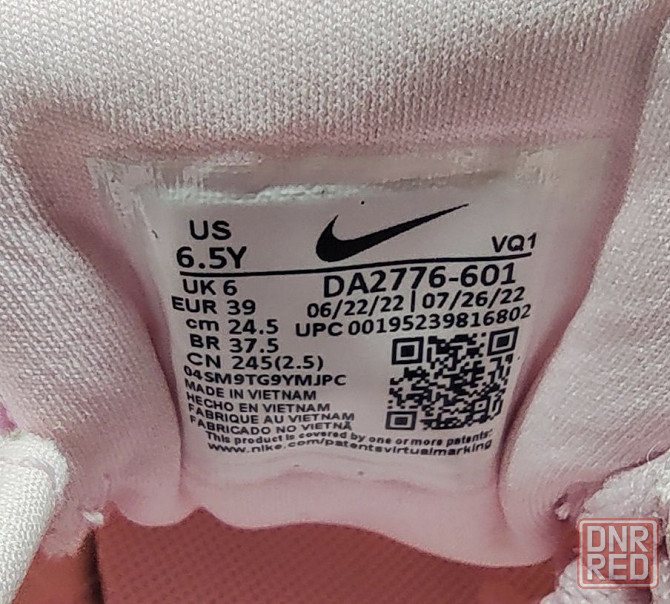 US
6.5Y
VQ1
UK 6
EUR 39
cm 24.5
BR 37.5
CN 245(2.5)
DA2776-601
06/22/22 | 07/26/22
UPC 00195239816802
04SM9TG9YMJPC
MADE IN VIETNAM
HECHO EN VIETNAM
FABRIQUE AU VIETNAM
FABRICADO NO VIETNÃ
This product is covered by one or more patents:
www.nike.com/patentsvirtualmarking
DNR
RED